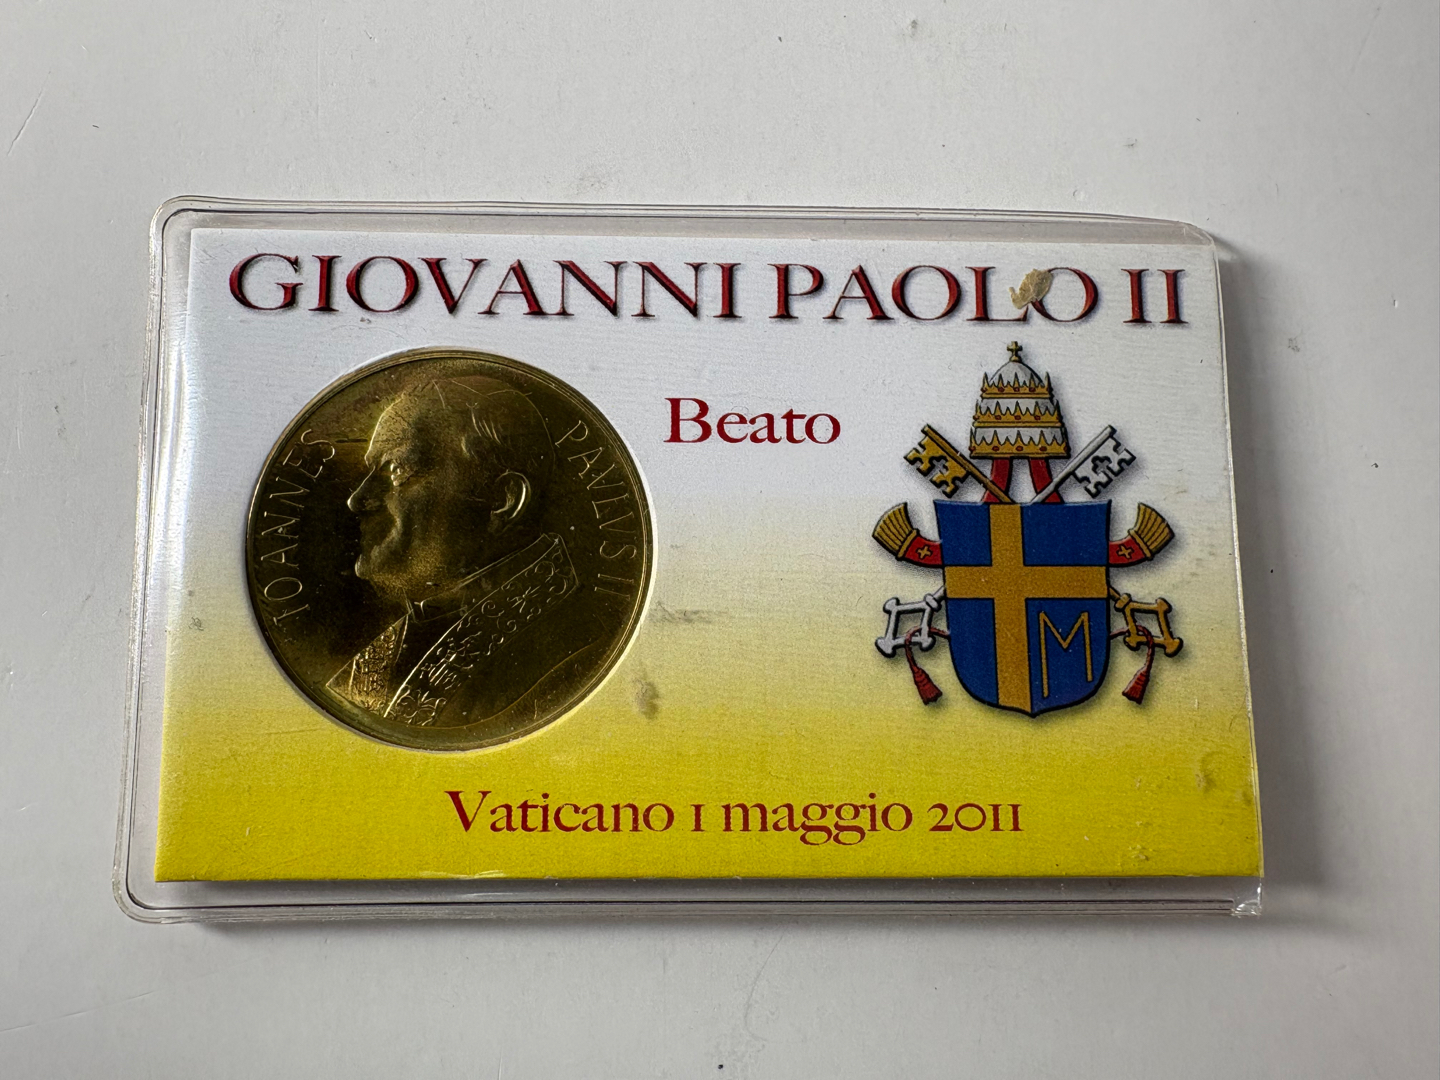 GIOVANNI PAOLO II
IOANNES PAVLVS II
Beato
M
Vaticano 1 maggio 2011